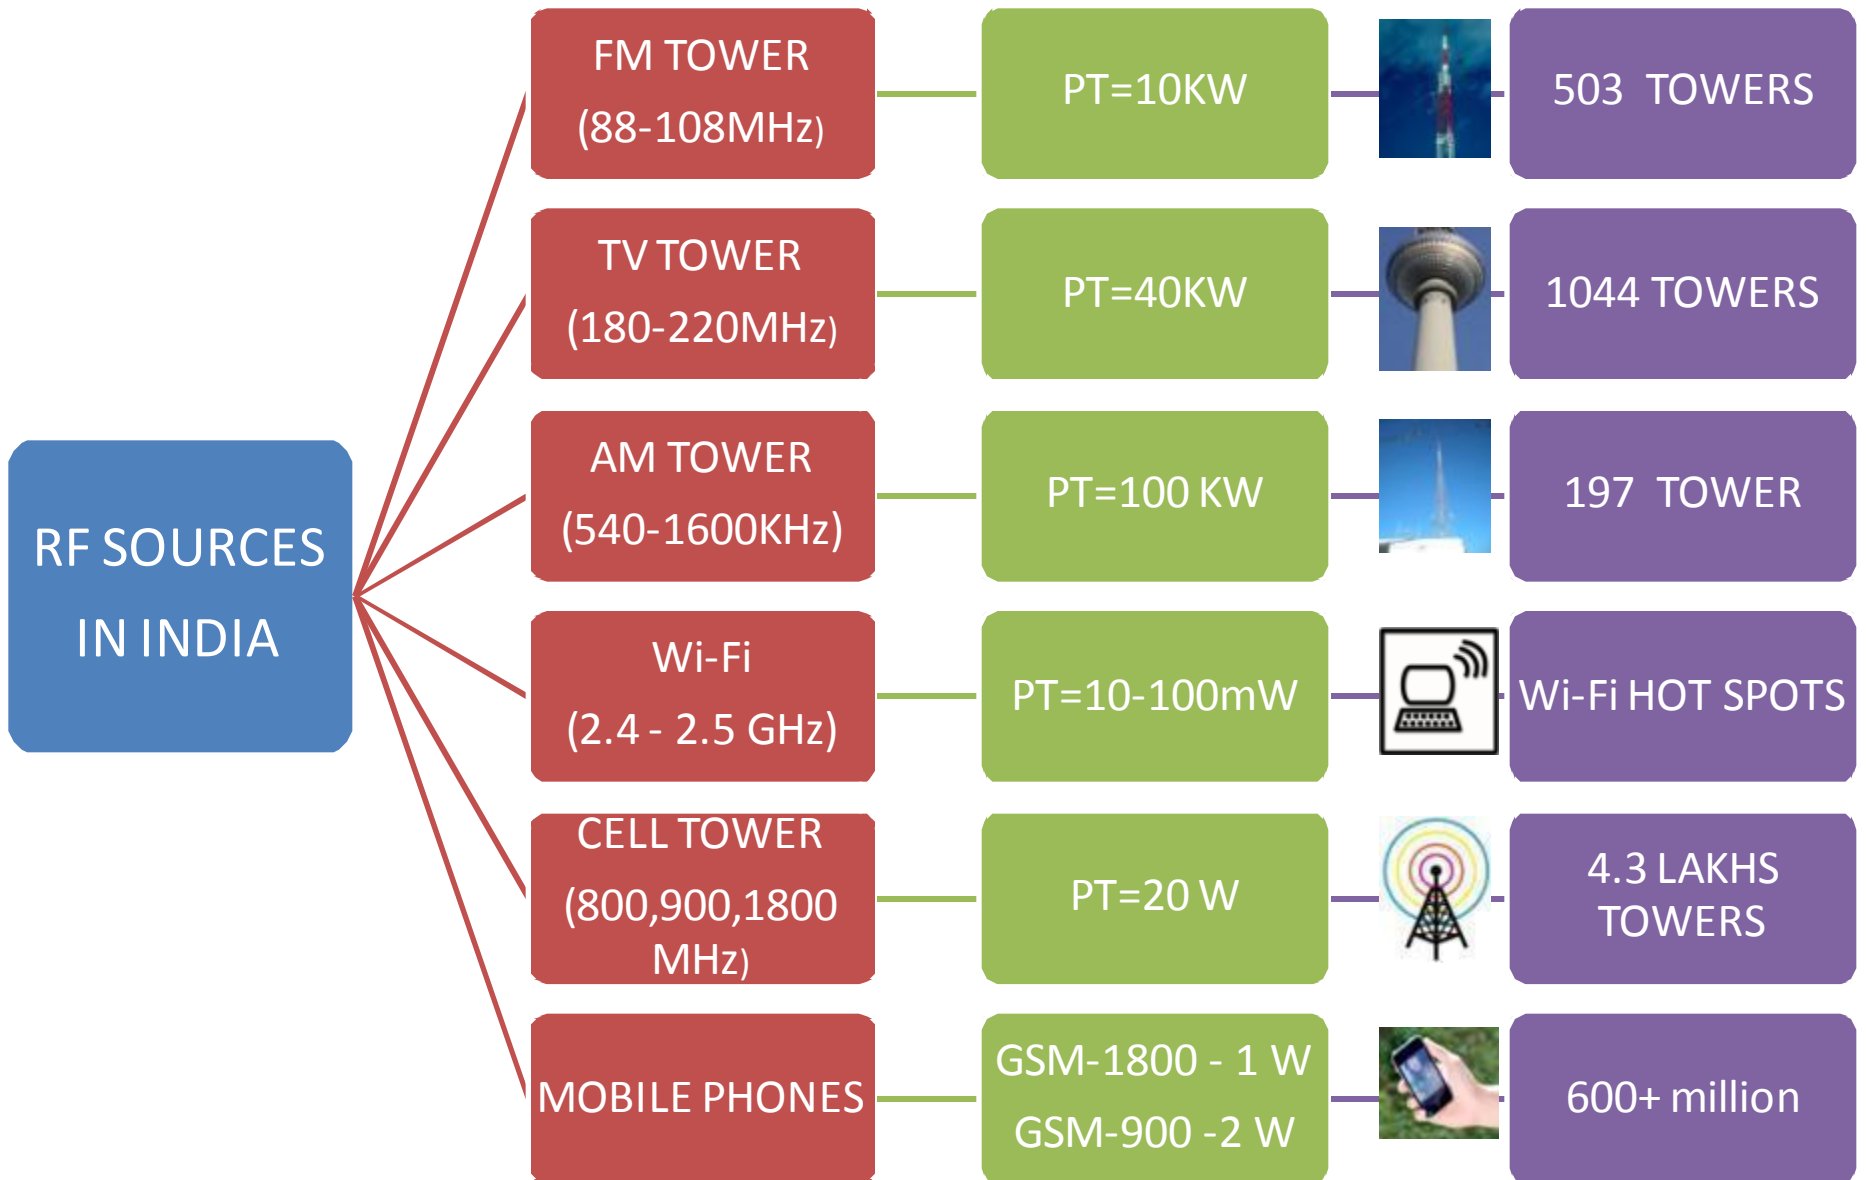 RF SOURCES
IN INDIA
FM TOWER
(88-108MHz)
PT=10KW
503 TOWERS
TV TOWER
(180-220MHz)
PT=40KW
1044 TOWERS
AM TOWER
(540-1600KHz)
PT=100 KW
197 TOWER
Wi-Fi
(2.4 - 2.5 GHz)
PT=10-100mW
Wi-Fi HOT SPOTS
CELL TOWER
(800,900,1800
MHz)
PT=20 W
4.3 LAKHS
TOWERS
MOBILE PHONES
GSM-1800 - 1 W
GSM-900 -2 W
600+ million